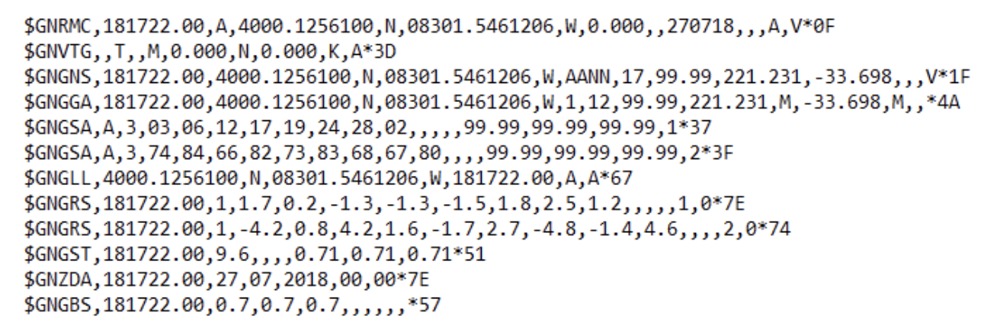 $GNRMC,181722.00,A,4000.1256100,N,08301.5461206,W,0.000,,270718,,,A,V*0F
$GNVTG,,T,,M,0.000,N,0.000,K,A*3D
$GNGNS,181722.00,4000.1256100,N,08301.5461206,W,AANN,17,99.99,221.231,-33.698,,,V*1F
$GNGGA,181722.00,4000.1256100,N,08301.5461206,W,1,12,99.99,221.231,M,-33.698,M,,*4A
$GNGSA,A,3,03,06,12,17,19,24,28,02,,,,,99.99,99.99,99.99,1*37
$GNGSA,A,3,74,84,66,82,73,83,68,67,80,,,,99.99,99.99,99.99,2*3F
$GNGLL,4000.1256100,N,08301.5461206,W,181722.00,A,A*67
$GNGRS,181722.00,1,1.7,0.2,-1.3,-1.3,-1.5,1.8,2.5,1.2,,,,,1,0*7E
$GNGRS,181722.00,1,-4.2,0.8,4.2,1.6,-1.7,2.7,-4.8,-1.4,4.6,,,,2,0*74
$GNGST,181722.00,9.6,,,,0.71,0.71,0.71*51
$GNZDA,181722.00,27,07,2018,00,00*7E
$GNGBS,181722.00,0.7,0.7,0.7,,,,,,*57